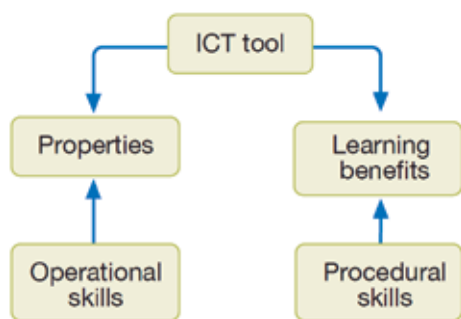 ICT tool
Properties
Learning
benefits
Operational
skills
Procedural
skills